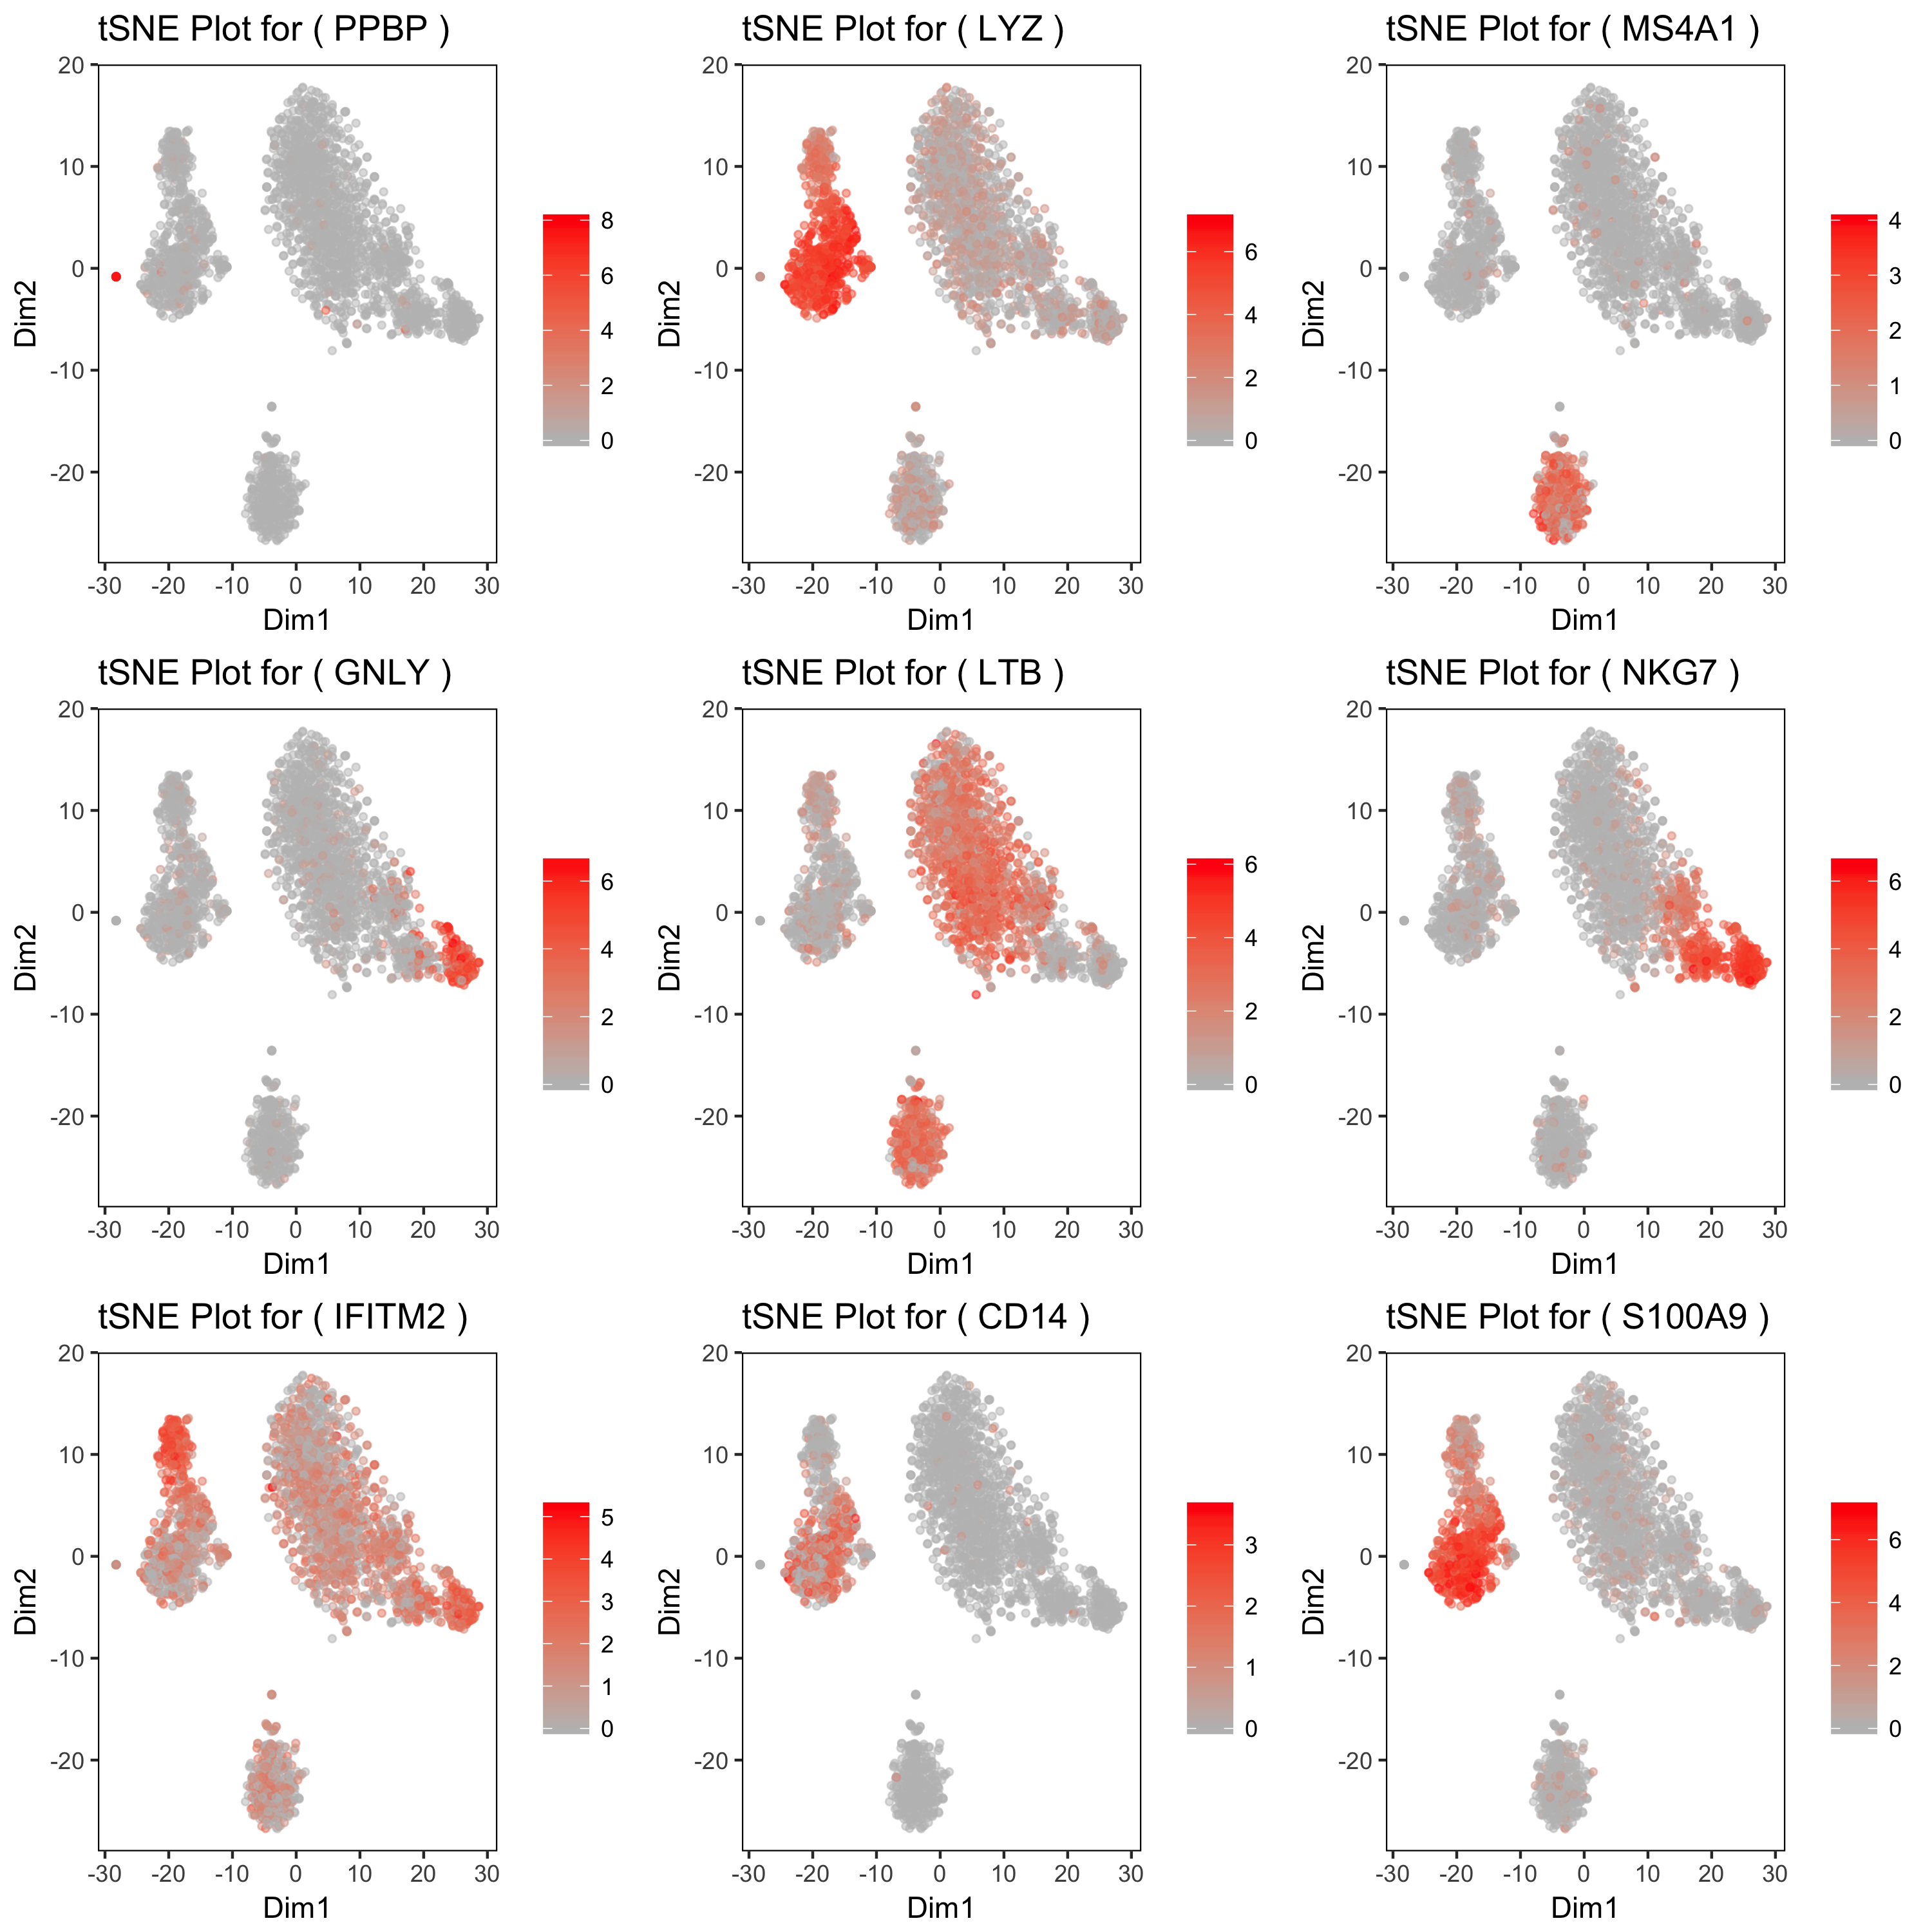 tSNE Plot for ( PPBP )
20
10
0
-10
-20
-30 -20 -10 0 10 20 30
Dim1
Dim2
8
6
4
2
0
tSNE Plot for ( LYZ )
20
10
0
-10
-20
-30 -20 -10 0 10 20 30
Dim1
Dim2
6
4
2
0
tSNE Plot for ( MS4A1 )
20
10
0
-10
-20
-30 -20 -10 0 10 20 30
Dim1
Dim2
4
3
2
1
0
tSNE Plot for ( GNLY )
20
10
0
-10
-20
-30 -20 -10 0 10 20 30
Dim1
Dim2
6
4
2
0
tSNE Plot for ( LTB )
20
10
0
-10
-20
-30 -20 -10 0 10 20 30
Dim1
Dim2
6
4
2
0
tSNE Plot for ( NKG7 )
20
10
0
-10
-20
-30 -20 -10 0 10 20 30
Dim1
Dim2
6
4
2
0
tSNE Plot for ( IFITM2 )
20
10
0
-10
-20
-30 -20 -10 0 10 20 30
Dim1
Dim2
5
4
3
2
1
0
tSNE Plot for ( CD14 )
20
10
0
-10
-20
-30 -20 -10 0 10 20 30
Dim1
Dim2
3
2
1
0
tSNE Plot for ( S100A9 )
20
10
0
-10
-20
-30 -20 -10 0 10 20 30
Dim1
Dim2
6
4
2
0